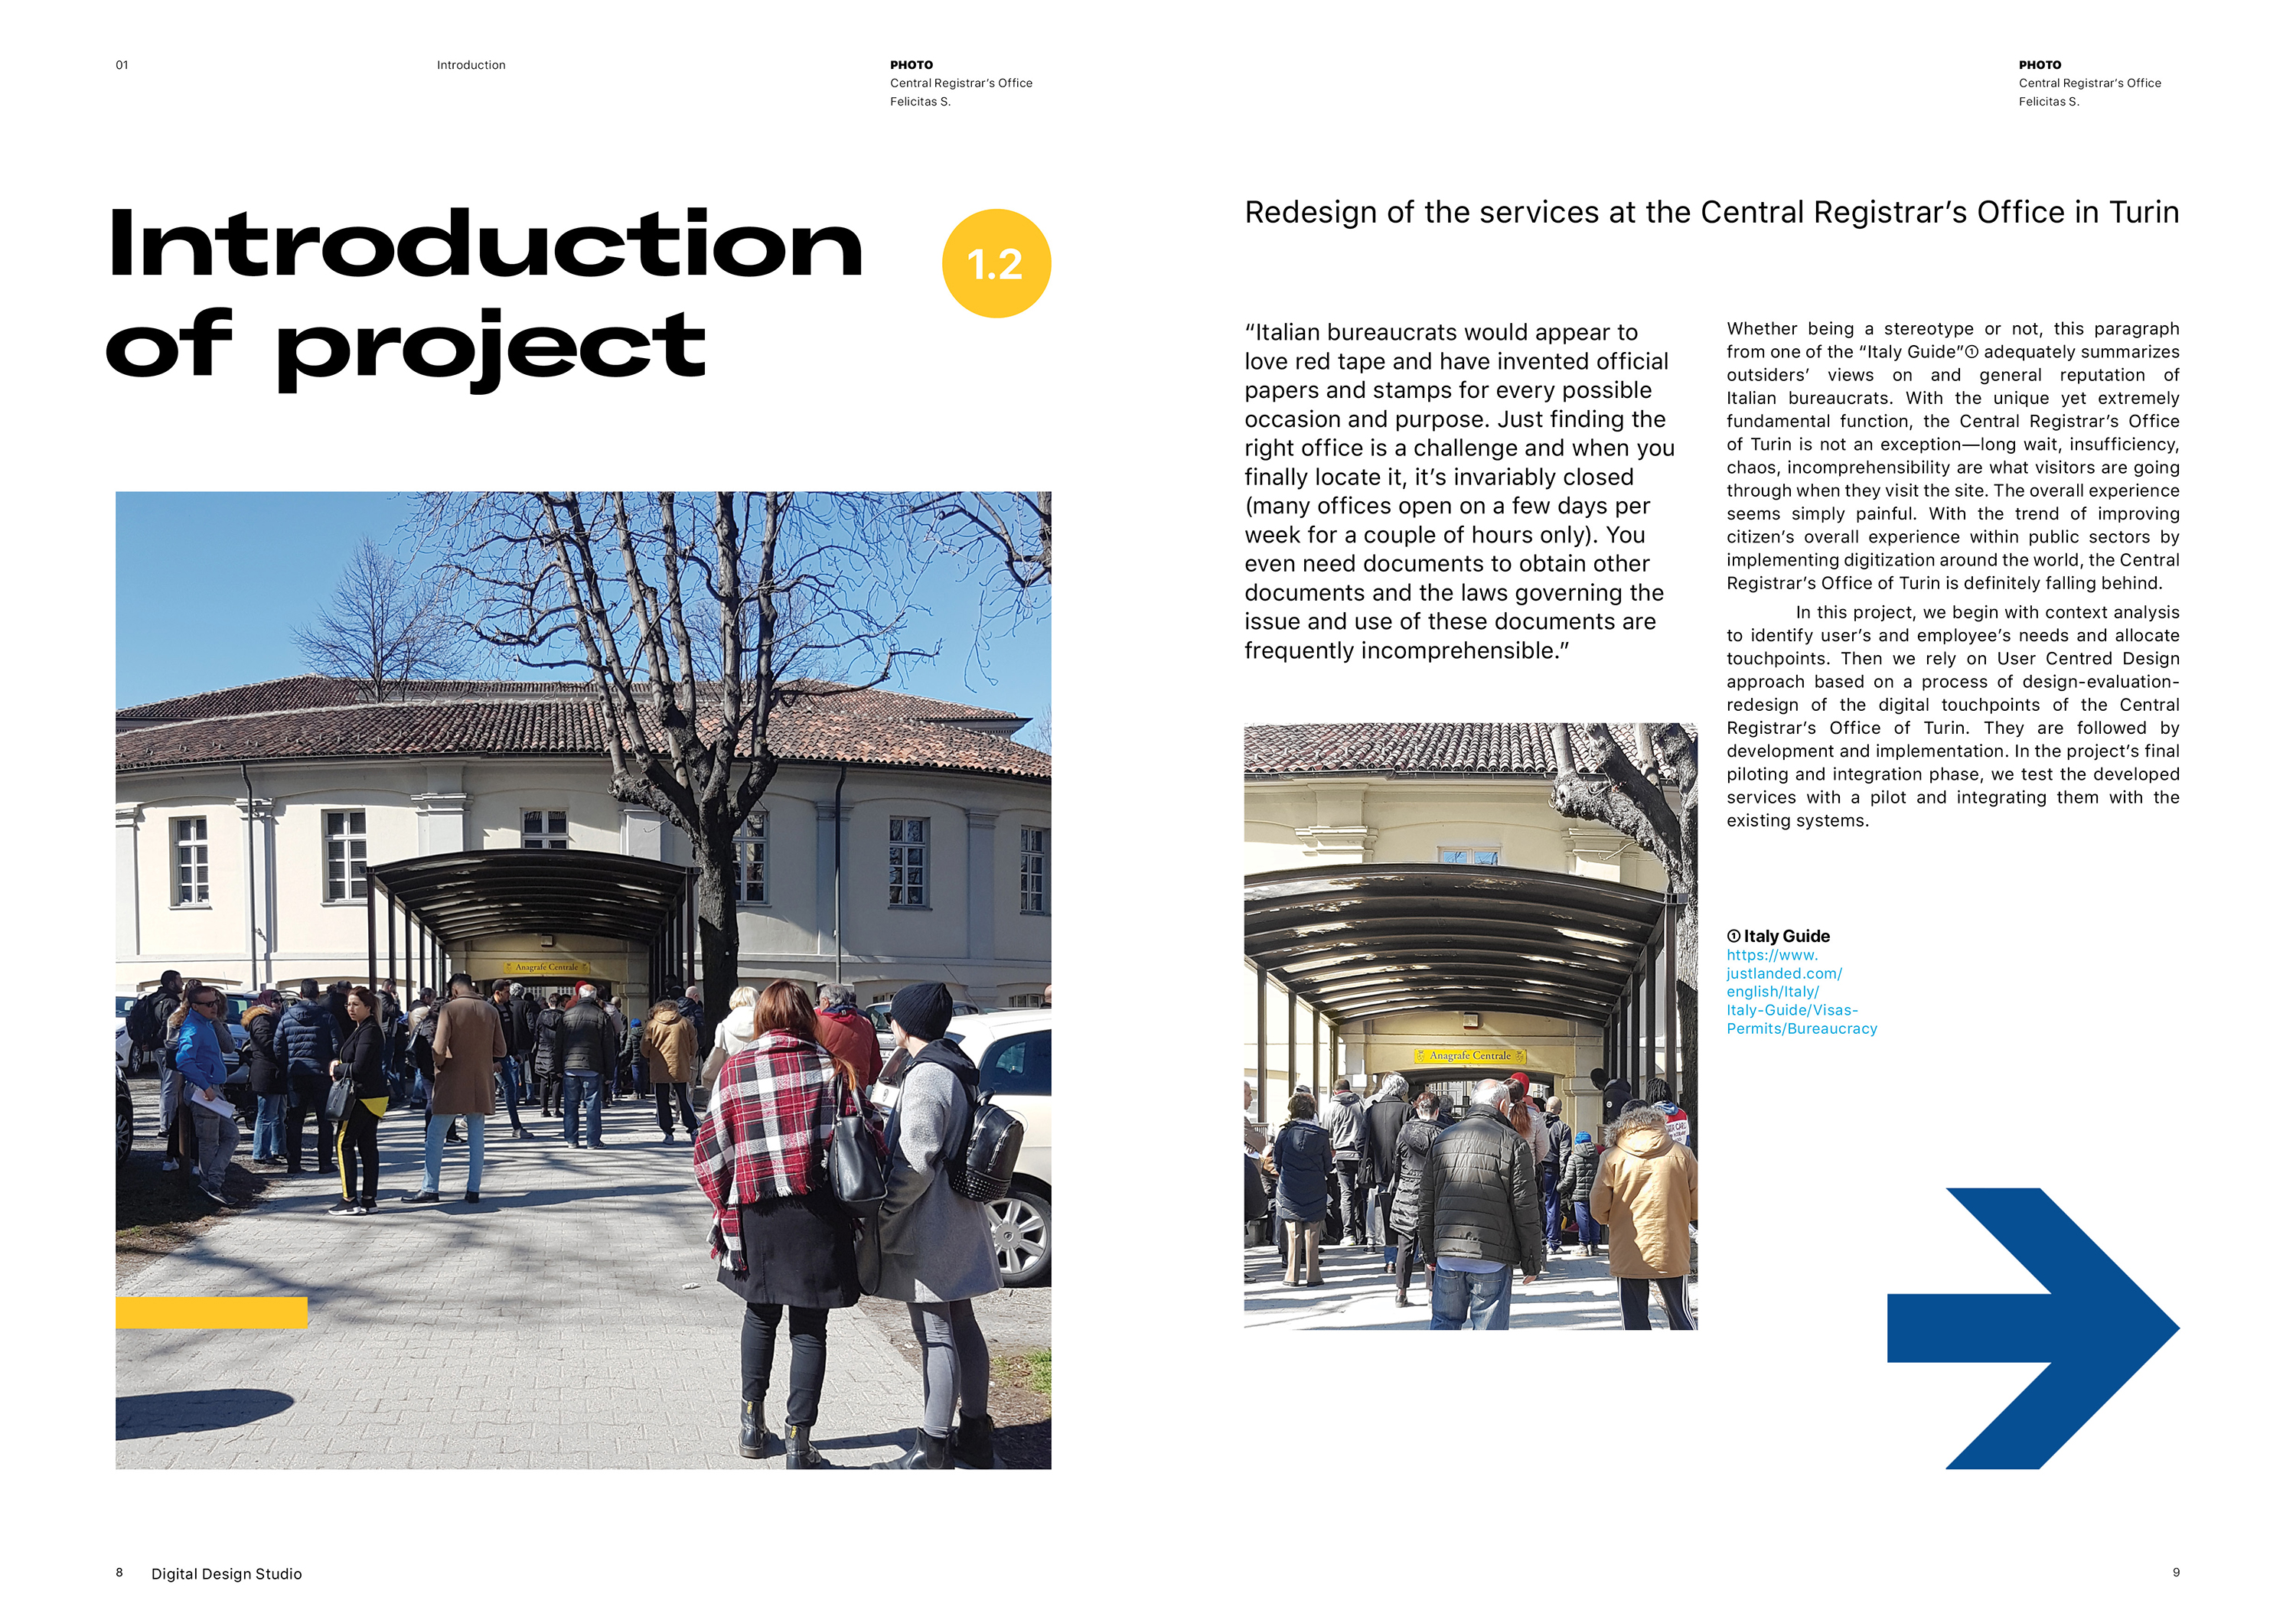 01
Introduction
PHOTO
Central Registrar’s Office
Felicitas S.
PHOTO
Central Registrar’s Office
Felicitas S.
Introduction
of project
1.2
Anagrafe Centrale
8
Digital Design Studio
Redesign of the services at the Central Registrar’s Office in Turin
“Italian bureaucrats would appear to
love red tape and have invented official
papers and stamps for every possible
occasion and purpose. Just finding the
right office is a challenge and when you
finally locate it, it’s invariably closed
(many offices open on a few days per
week for a couple of hours only). You
even need documents to obtain other
documents and the laws governing the
issue and use of these documents are
frequently incomprehensible.”
Anagrafe Centrale
Whether being a stereotype or not, this paragraph
from one of the “Italy Guide”① adequately summarizes
outsiders’ views on and general reputation of
Italian bureaucrats. With the unique yet extremely
fundamental function, the Central Registrar’s Office
of Turin is not an exception—long wait, insufficiency,
chaos, incomprehensibility are what visitors are going
through when they visit the site. The overall experience
seems simply painful. With the trend of improving
citizen’s overall experience within public sectors by
implementing digitization around the world, the Central
Registrar’s Office of Turin is definitely falling behind.
In this project, we begin with context analysis
to identify user’s and employee’s needs and allocate
touchpoints. Then we rely on User Centred Design
approach based on a process of design-evaluation-
redesign of the digital touchpoints of the Central
Registrar’s Office of Turin. They are followed by
development and implementation. In the project’s final
piloting and integration phase, we test the developed
services with a pilot and integrating them with the
existing systems.
① Italy Guide
https://www.
justlanded.com/
english/Italy/
Italy-Guide/Visas-
Permits/Bureaucracy
9